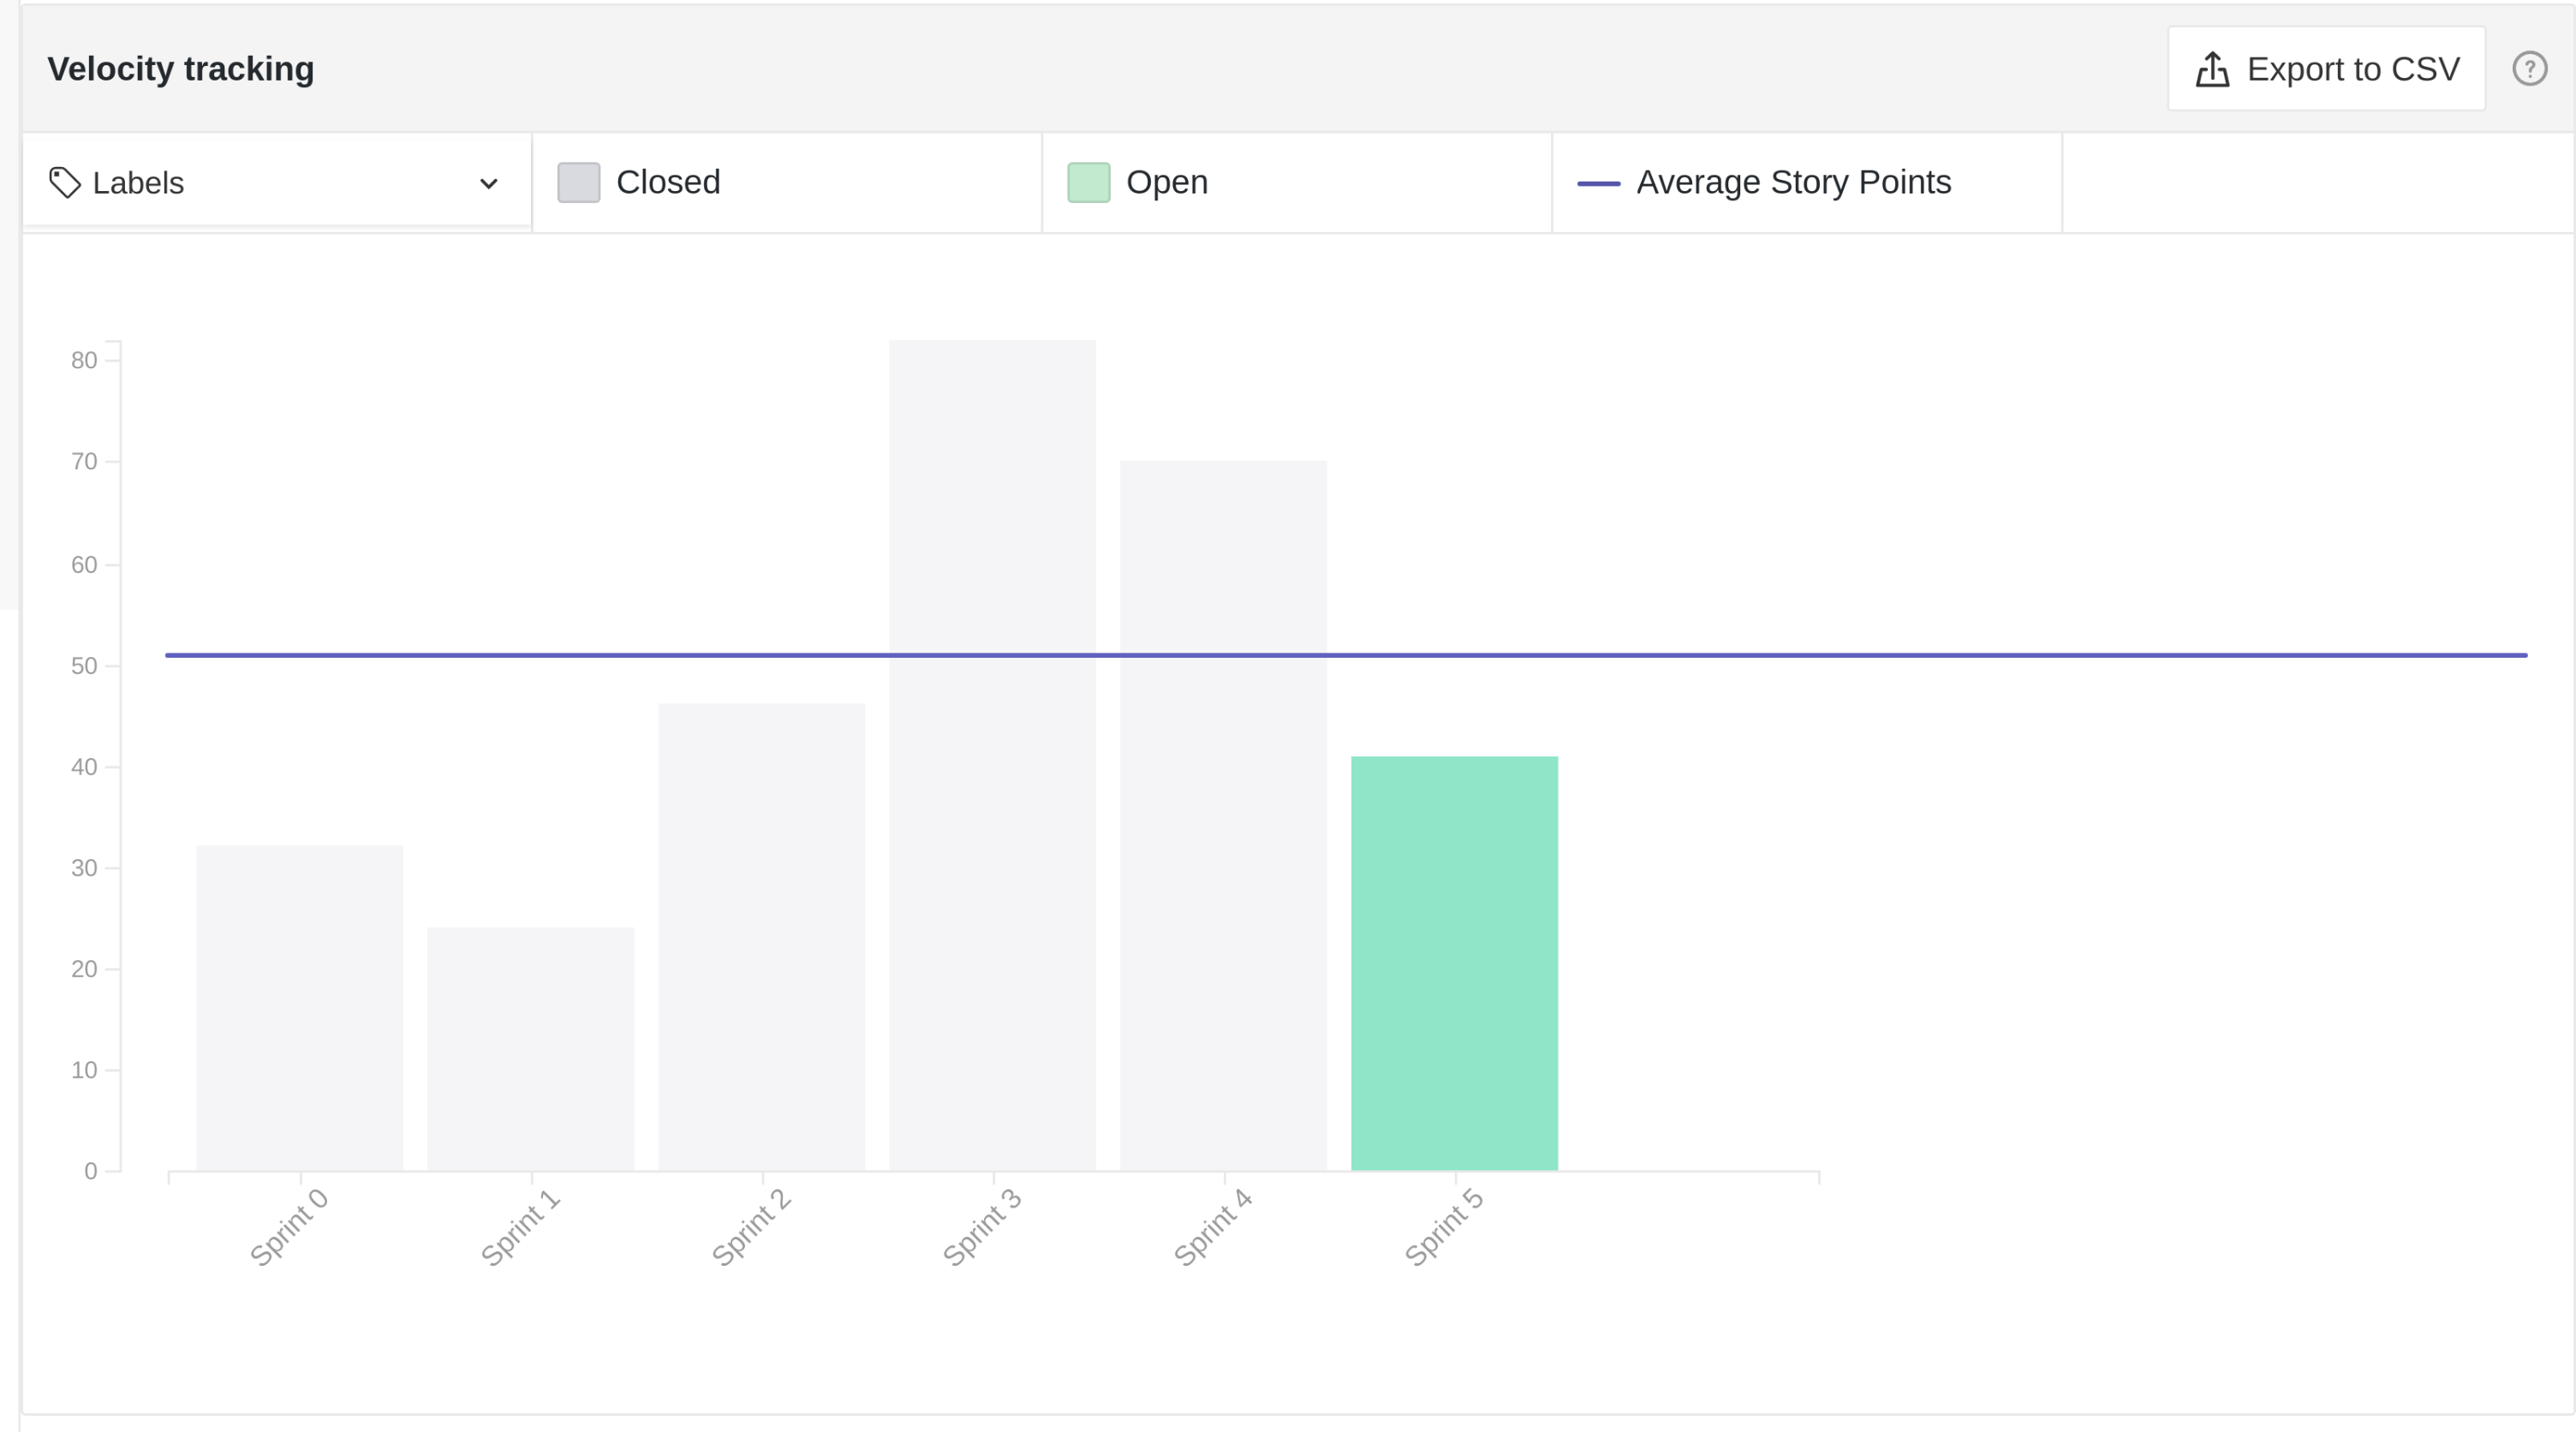 Velocity tracking
Export to CSV
?
Labels
Closed
Open
Average Story Points
80
70
60
50
40
30
20
10
0
Sprint 0
Sprint 1
Sprint 2
Sprint 3
Sprint 4
Sprint 5